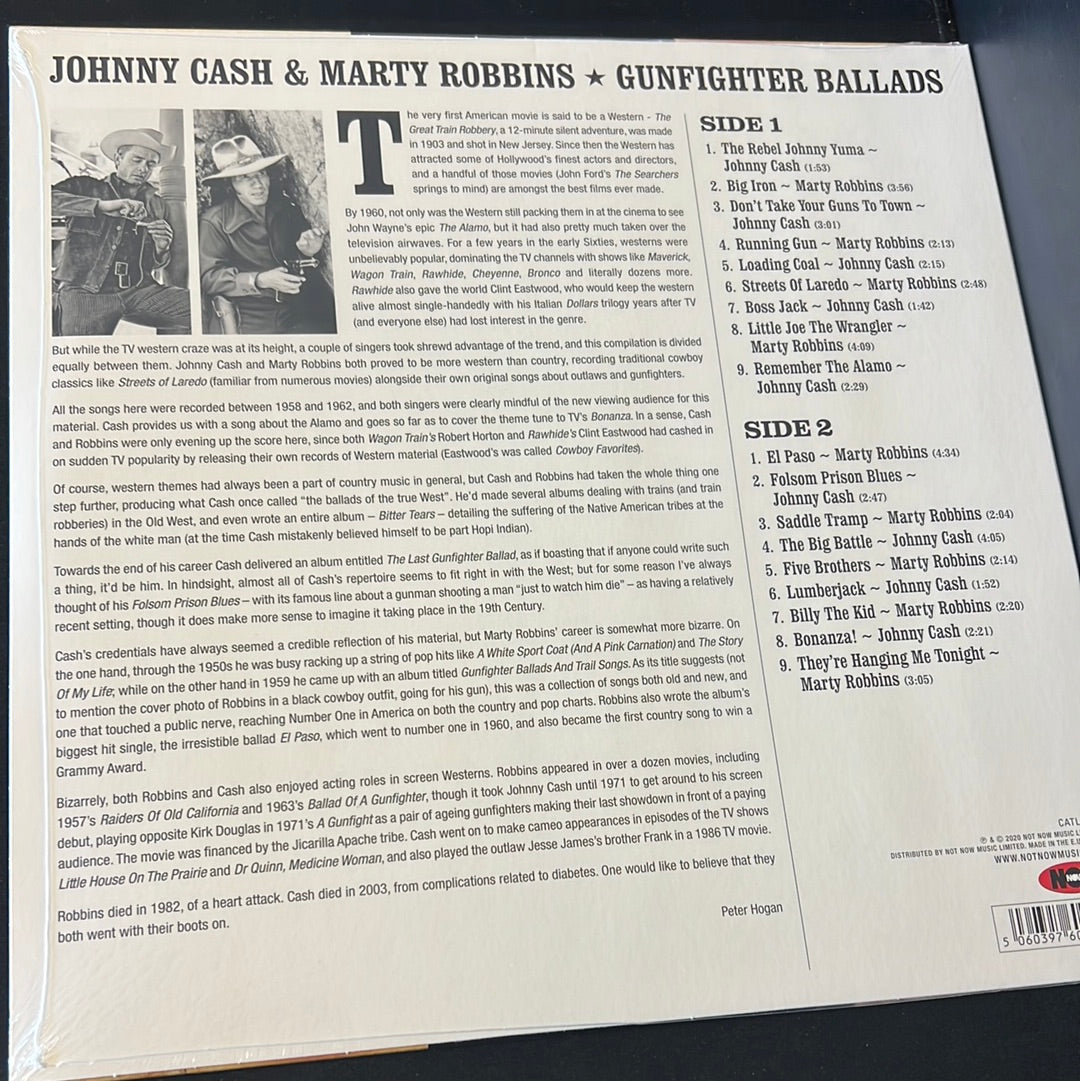 JOHNNY CASH & MARTY ROBBINS ★ GUNFIGHTER BALLADS
The very first American movie is said to be a Western - The
Great Train Robbery, a 12-minute silent adventure, was made
in 1903 and shot in New Jersey. Since then the Western has
attracted some of Hollywood's finest actors and directors,
and a handful of those movies (John Ford's The Searchers
springs to mind) are amongst the best films ever made.
By 1960, not only was the Western still packing them in at the cinema to see
John Wayne's epic The Alamo, but it had also pretty much taken over the
television airwaves. For a few years in the early Sixties, westerns were
unbelievably popular, dominating the TV channels with shows like Maverick,
Wagon Train, Rawhide, Cheyenne, Bronco and literally dozens more.
Rawhide also gave the world Clint Eastwood, who would keep the western
alive almost single-handedly with his Italian Dollars trilogy years after TV
(and everyone else) had lost interest in the genre.
But while the TV western craze was at its height, a couple of singers took shrewd advantage of the trend, and this compilation is divided
equally between them. Johnny Cash and Marty Robbins both proved to be more western than country, recording traditional cowboy
classics like Streets of Laredo (familiar from numerous movies) alongside their own original songs about outlaws and gunfighters.
All the songs here were recorded between 1958 and 1962, and both singers were clearly mindful of the new viewing audience for this
material. Cash provides us with a song about the Alamo and goes so far as to cover the theme tune to TV's Bonanza. In a sense, Cash
and Robbins were only evening up the score here, since both Wagon Train's Robert Horton and Rawhide's Clint Eastwood had cashed in
on sudden TV popularity by releasing their own records of Western material (Eastwood's was called Cowboy Favorites).
Of course, western themes had always been a part of country music in general, but Cash and Robbins had taken the whole thing one
step further, producing what Cash once called "the ballads of the true West". He'd made several albums dealing with trains (and train
robberies) in the Old West, and even wrote an entire album – Bitter Tears – detailing the suffering of the Native American tribes at the
hands of the white man (at the time Cash mistakenly believed himself to be part Hopi Indian).
Towards the end of his career Cash delivered an album entitled The Last Gunfighter Ballad, as if boasting that if anyone could write such
a thing, it'd be him. In hindsight, almost all of Cash's repertoire seems to fit right in with the West; but for some reason I've always
thought of his Folsom Prison Blues – with its famous line about a gunman shooting a man "just to watch him die" – as having a relatively
recent setting, though it does make more sense to imagine it taking place in the 19th Century.
Cash's credentials have always seemed a credible reflection of his material, but Marty Robbins' career is somewhat more bizarre. On
the one hand, through the 1950s he was busy racking up a string of pop hits like A White Sport Coat (And A Pink Carnation) and The Story
Of My Life; while on the other hand in 1959 he came up with an album titled Gunfighter Ballads And Trail Songs. As its title suggests (not
to mention the cover photo of Robbins in a black cowboy outfit, going for his gun), this was a collection of songs both old and new, and
one that touched a public nerve, reaching Number One in America on both the country and pop charts. Robbins also wrote the album's
biggest hit single, the irresistible ballad El Paso, which went to number one in 1960, and also became the first country song to win a
Grammy Award.
Bizarrely, both Robbins and Cash also enjoyed acting roles in screen Westerns. Robbins appeared in over a dozen movies, including
1957's Raiders Of Old California and 1963's Ballad Of A Gunfighter, though it took Johnny Cash until 1971 to get around to his screen
debut, playing opposite Kirk Douglas in 1971's A Gunfight as a pair of ageing gunfighters making their last showdown in front of a paying
audience. The movie was financed by the Jicarilla Apache tribe. Cash went on to make cameo appearances in episodes of the TV shows
Little House On The Prairie and Dr Quinn, Medicine Woman, and also played the outlaw Jesse James's brother Frank in a 1986 TV movie.
Robbins died in 1982, of a heart attack. Cash died in 2003, from complications related to diabetes. One would like to believe that they
both went with their boots on.
Peter Hogan
SIDE 1
1. The Rebel Johnny Yuma ~
Johnny Cash (1:53)
2. Big Iron ~ Marty Robbins (3:56)
3. Don't Take Your Guns To Town ~
Johnny Cash (3:01)
4. Running Gun ~ Marty Robbins (2:13)
5. Loading Coal ~ Johnny Cash (2:15)
6. Streets Of Laredo ~ Marty Robbins (2:48)
7. Boss Jack ~ Johnny Cash (1:42)
8. Little Joe The Wrangler ~
Marty Robbins (4:09)
9. Remember The Alamo ~
Johnny Cash (2:29)
SIDE 2
1. El Paso ~ Marty Robbins (4:34)
2. Folsom Prison Blues ~
Johnny Cash (2:47)
3. Saddle Tramp ~ Marty Robbins (2:04)
4. The Big Battle ~ Johnny Cash (4:05)
5. Five Brothers ~ Marty Robbins (2:14)
6. Lumberjack ~ Johnny Cash (1:52)
7. Billy The Kid ~ Marty Robbins (2:20)
8. Bonanza! ~ Johnny Cash (2:21)
9. They're Hanging Me Tonight ~
Marty Robbins (3:05)
CATL
℗ & © 2020 NOT NOW MUSIC L
DISTRIBUTED BY NOT NOW MUSIC LIMITED. MADE IN THE E.
WWW.NOTNOWMUSI
NO
NOW
5 060397 60